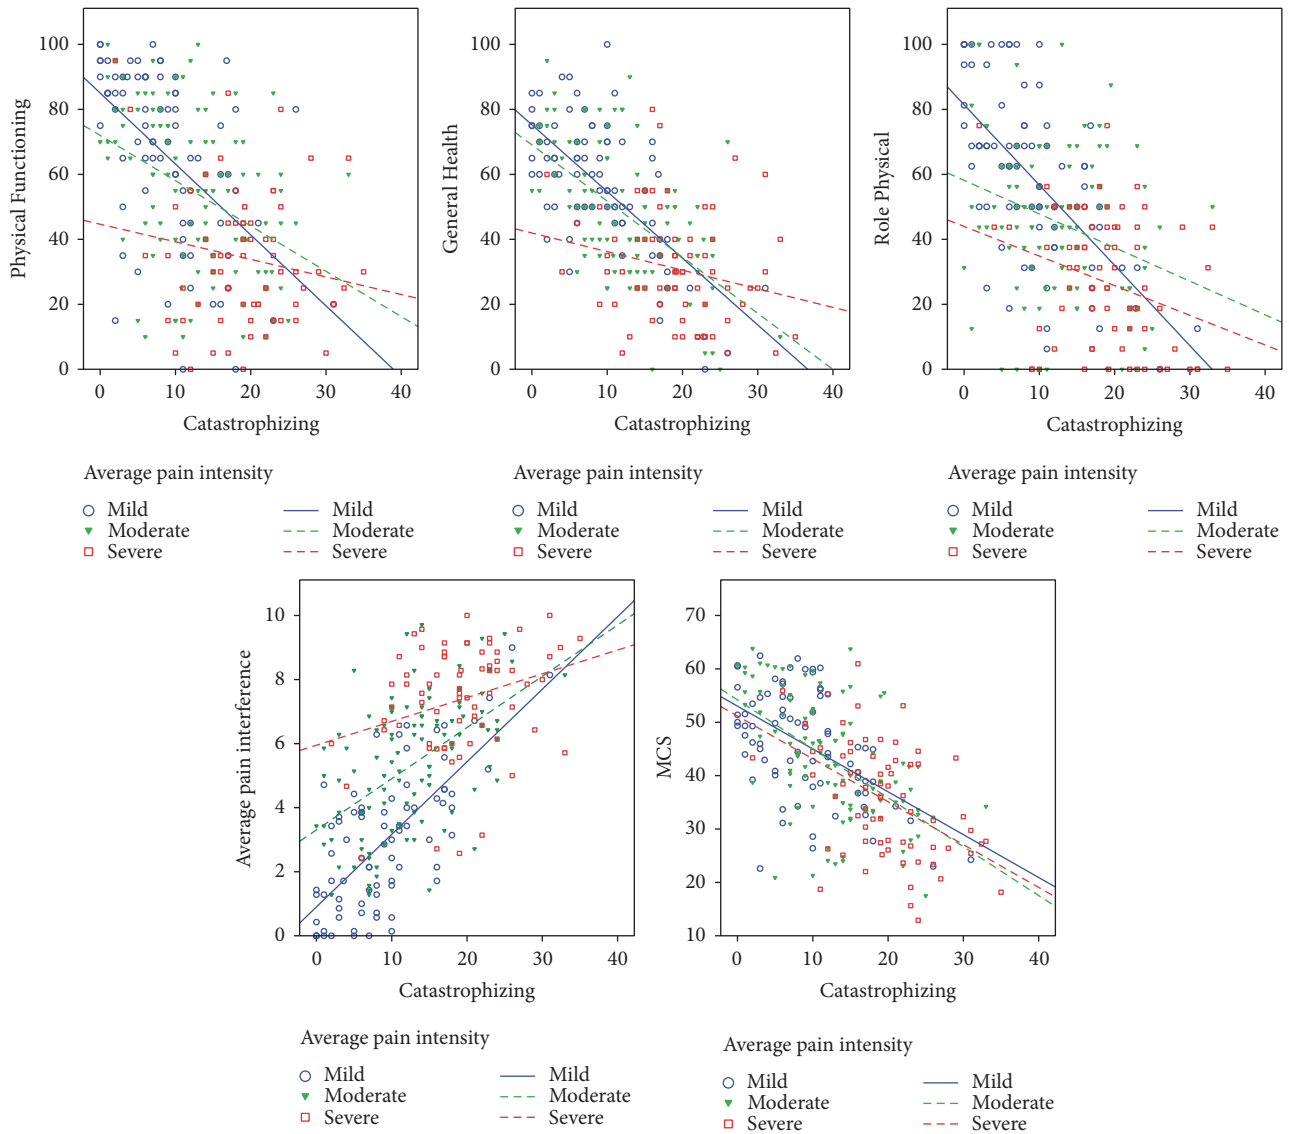 Physical Functioning
100
80
60
40
20
0
0 10 20 30 40
Catastrophizing
Average pain intensity
Mild Mild
Moderate Moderate
Severe Severe
General Health
100
80
60
40
20
0
0 10 20 30 40
Catastrophizing
Average pain intensity
Mild Mild
Moderate Moderate
Severe Severe
Role Physical
100
80
60
40
20
0
0 10 20 30 40
Catastrophizing
Average pain intensity
Mild Mild
Moderate Moderate
Severe Severe
Average pain interference
10
8
6
4
2
0
0 10 20 30 40
Catastrophizing
Average pain intensity
Mild Mild
Moderate Moderate
Severe Severe
MCS
70
60
50
40
30
20
10
0 10 20 30 40
Catastrophizing
Average pain intensity
Mild Mild
Moderate Moderate
Severe Severe